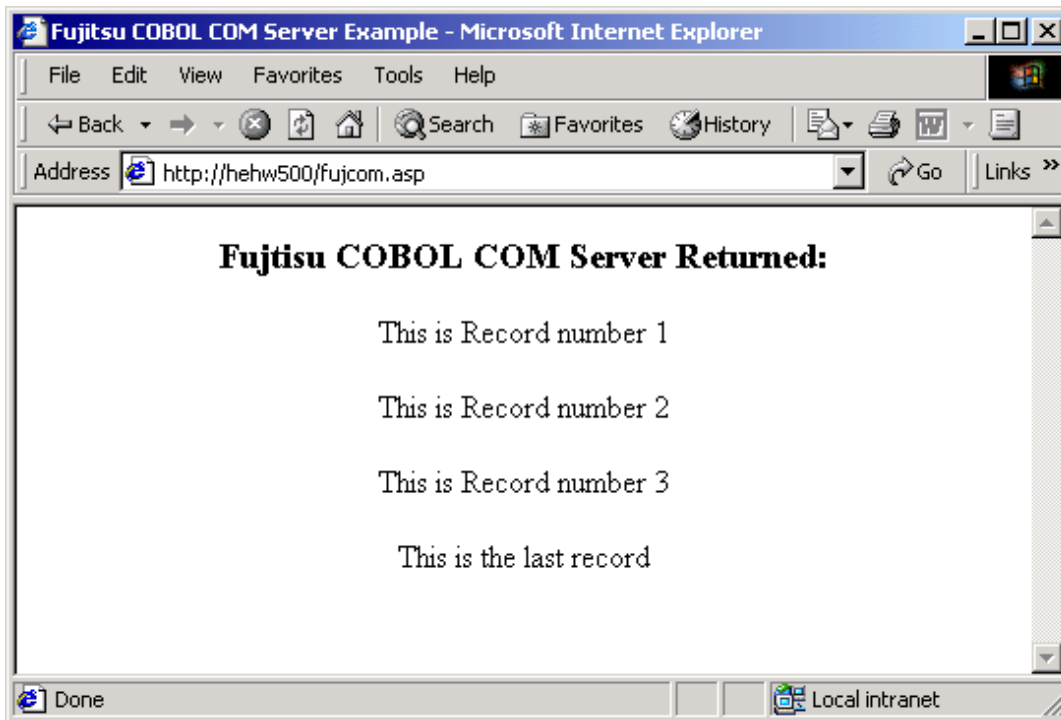 Fujitsu COBOL COM Server Example - Microsoft Internet Explorer
File Edit View Favorites Tools Help
Back Search Favorites History
Address http://hehw500/fujcom.asp Go Links »
Fujtisu COBOL COM Server Returned:
This is Record number 1
This is Record number 2
This is Record number 3
This is the last record
Done Local intranet